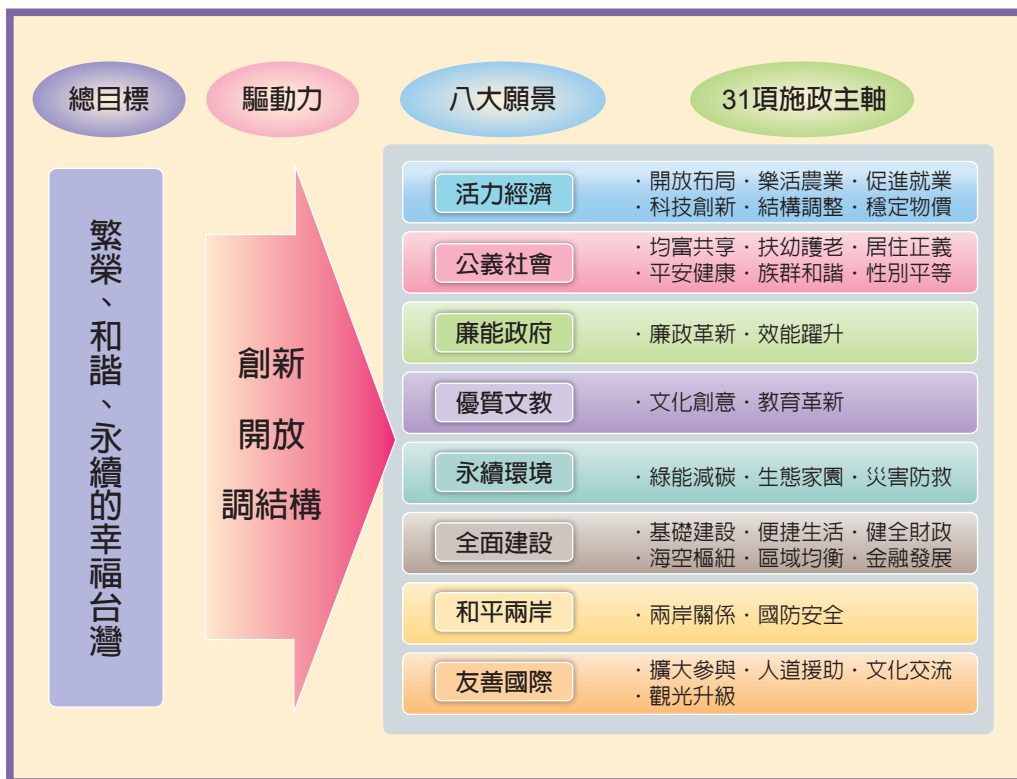 總目標
驅動力
八大願景
31項施政主軸
繁榮、和諧、永續的幸福台灣
創新
開放
調結構
活力經濟
・開放布局・樂活農業・促進就業
・科技創新・結構調整・穩定物價
公義社會
・均富共享・扶幼護老・居住正義
・平安健康・族群和諧・性別平等
廉能政府
・廉政革新・效能躍升
優質文教
・文化創意・教育革新
永續環境
・綠能減碳・生態家園・災害防救
全面建設
・基礎建設・便捷生活・健全財政
・海空樞紐・區域均衡・金融發展
和平兩岸
・兩岸關係・國防安全
友善國際
・擴大參與・人道援助・文化交流
・觀光升級